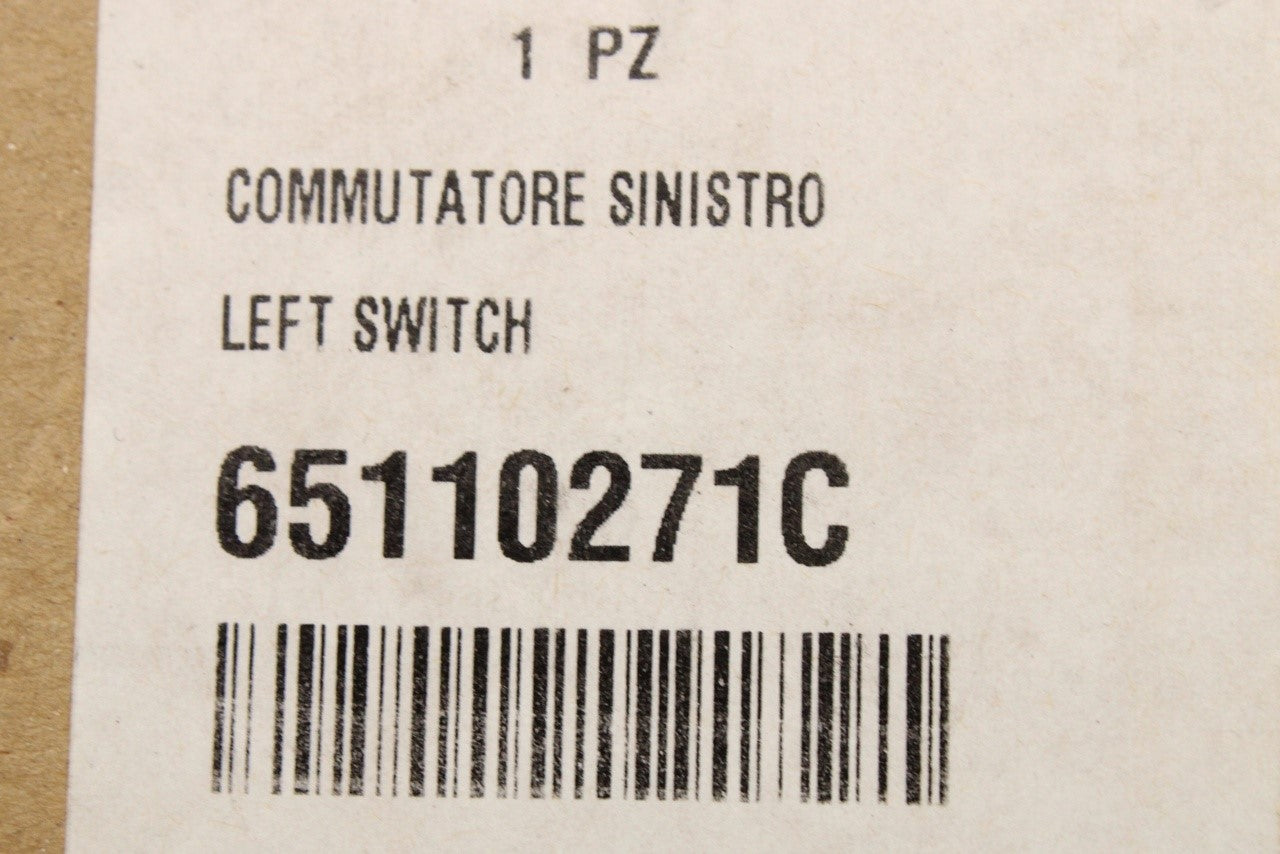 1 PZ
COMMUTATORE SINISTRO
LEFT SWITCH
65110271C